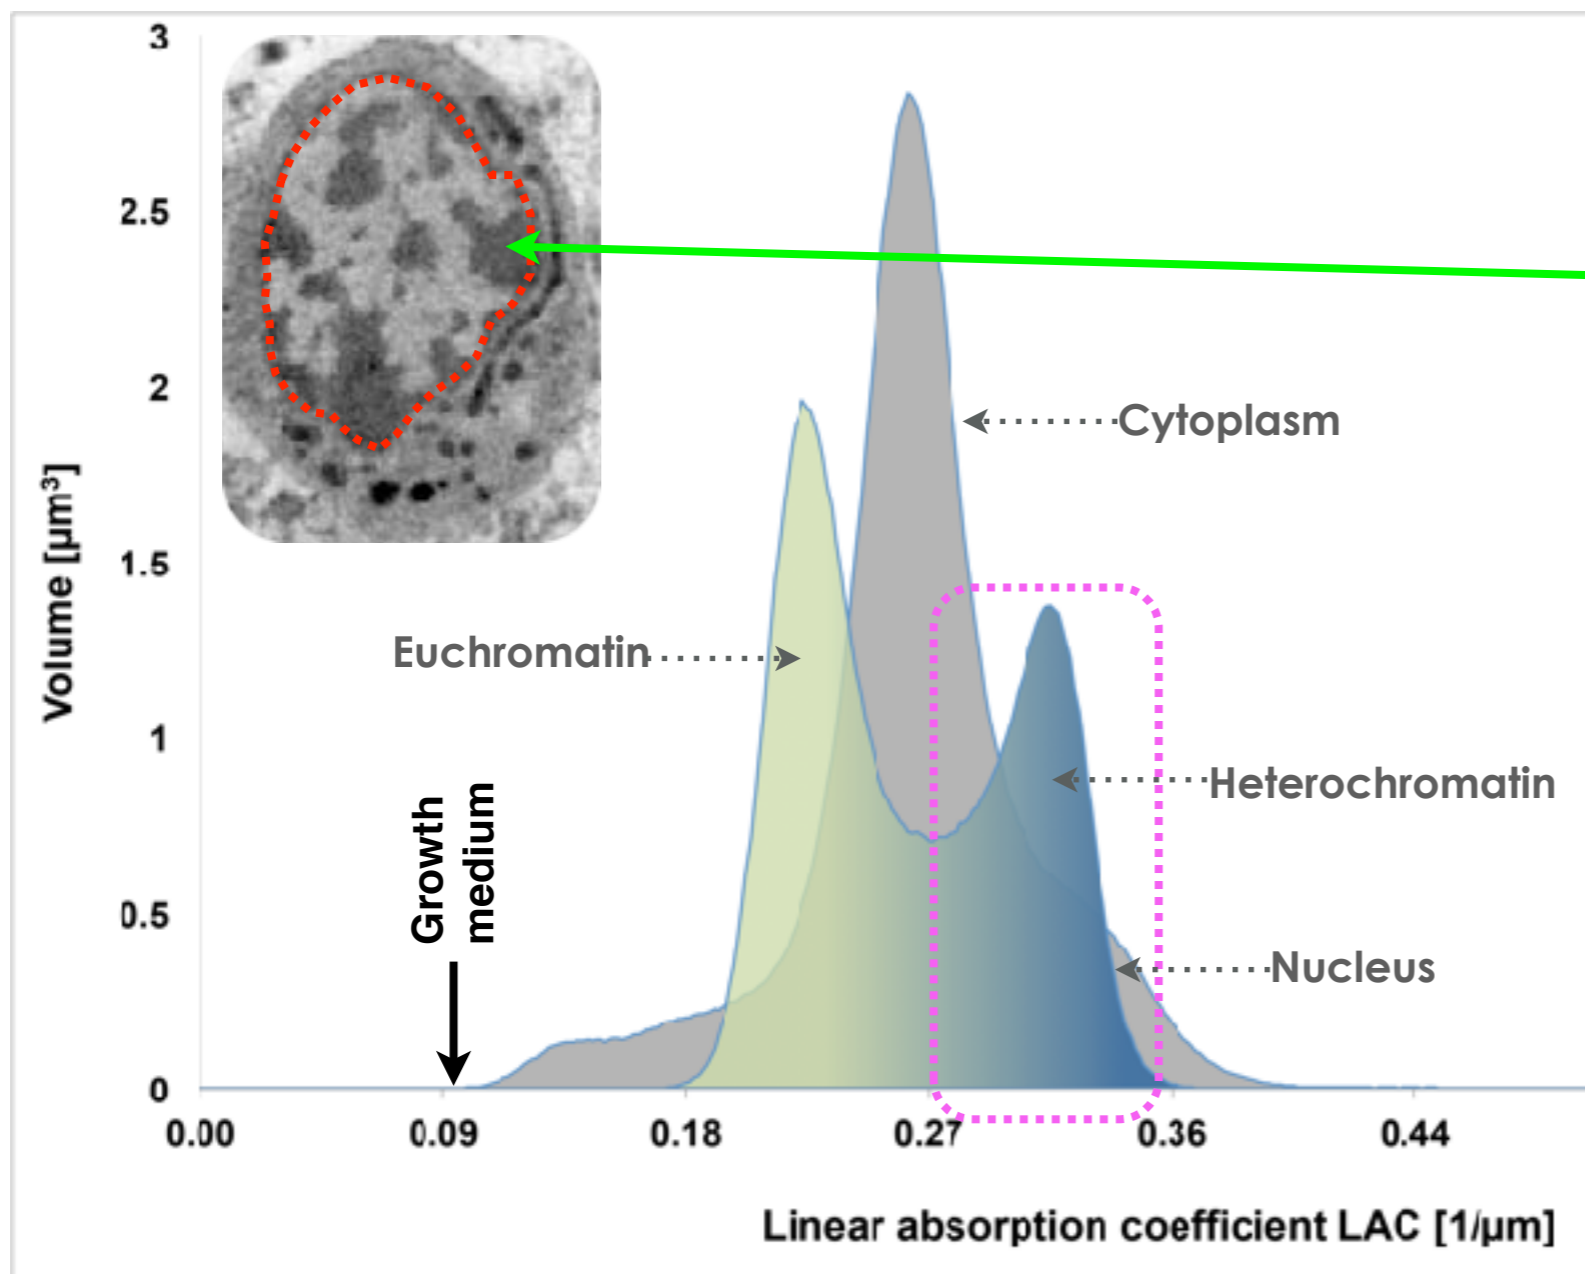 3
2.5
2
1.5
1
0.5
0
Volume [µm³]
Cytoplasm
Euchromatin
Heterochromatin
Nucleus
Growth
medium
0.00 0.09 0.18 0.27 0.36 0.44
Linear absorption coefficient LAC [1/µm]